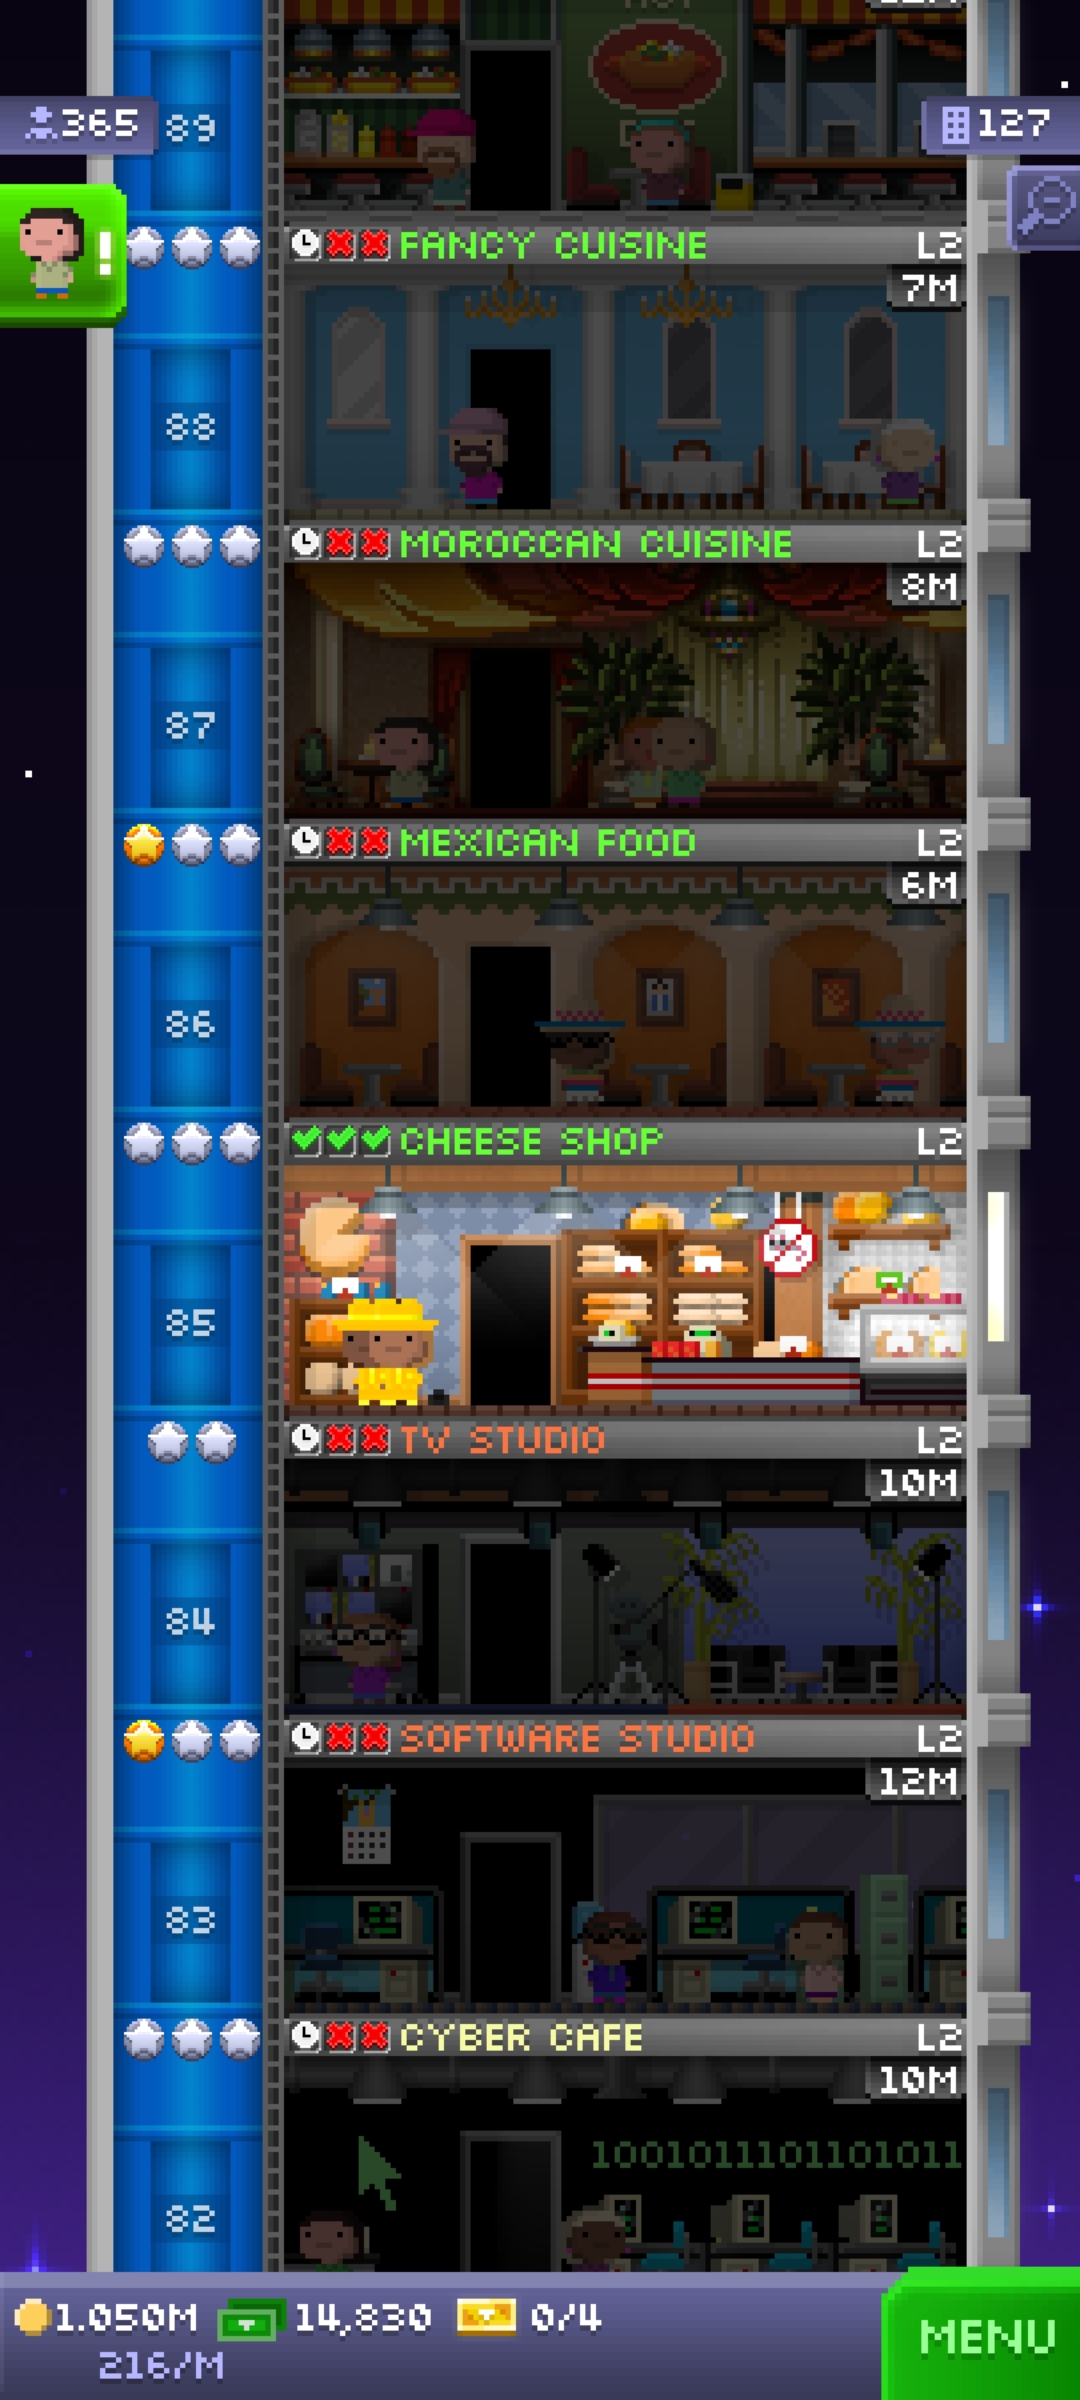 365
89
127
FANCY CUISINE L2
7M
88
MOROCCAN CUISINE L2
8M
87
MEXICAN FOOD L2
6M
86
CHEESE SHOP L2
85
TV STUDIO L2
10M
84
SOFTWARE STUDIO L2
12M
83
CYBER CAFE L2
10M
1001011101101011
82
1.050M 14,830 0/4
216/M
MENU